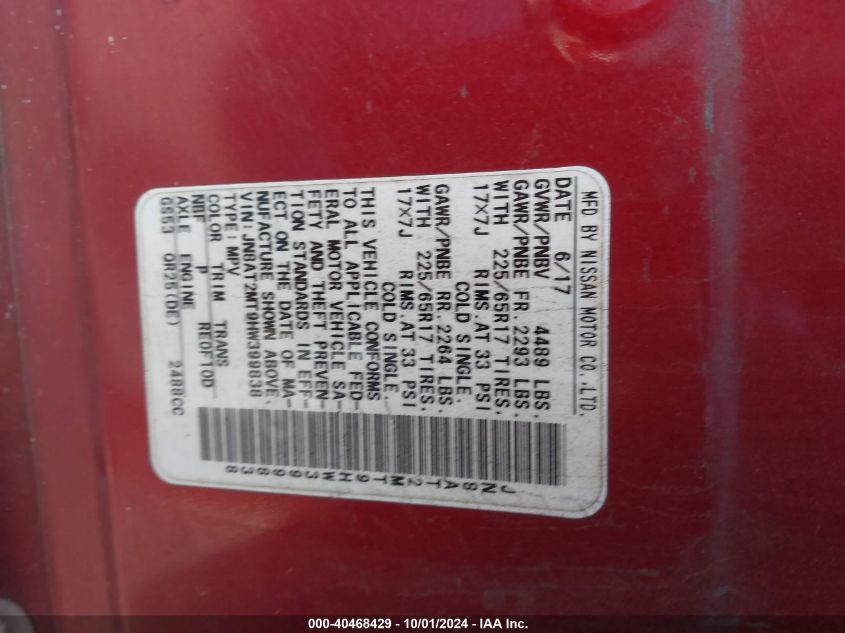 MFD BY NISSAN MOTOR CO.,LTD.
DATE 6/17
GVWR/PNBV 4489 LBS.
GAWR/PNBE FR 2293 LBS.
WITH 225/65R17 TIRES.
17X7J RIMS.AT 33 PSI
COLD SINGLE.
GAWR/PNBE RR. 2264 LBS.
WITH 225/65R17 TIRES.
17X7J RIMS.AT 33 PSI
COLD SINGLE.
THIS VEHICLE CONFORMS
TO ALL APPLICABLE FED-
ERAL MOTOR VEHICLE SA-
FETY AND THEFT PREVEN-
TION STANDARDS IN EFF-
ECT ON THE DATE OF MA-
NUFACTURE SHOWN ABOVE.
VIN:JN8AT2MT9HW399838
TYPE:MPV
COLOR TRIM TRANS
NBF P RE0F10D
AXLE ENGINE
GS53 QR25(DE) 2488CC
JN8AT2MT9HW399838
000-40468429 - 10/01/2024 - IAA Inc.